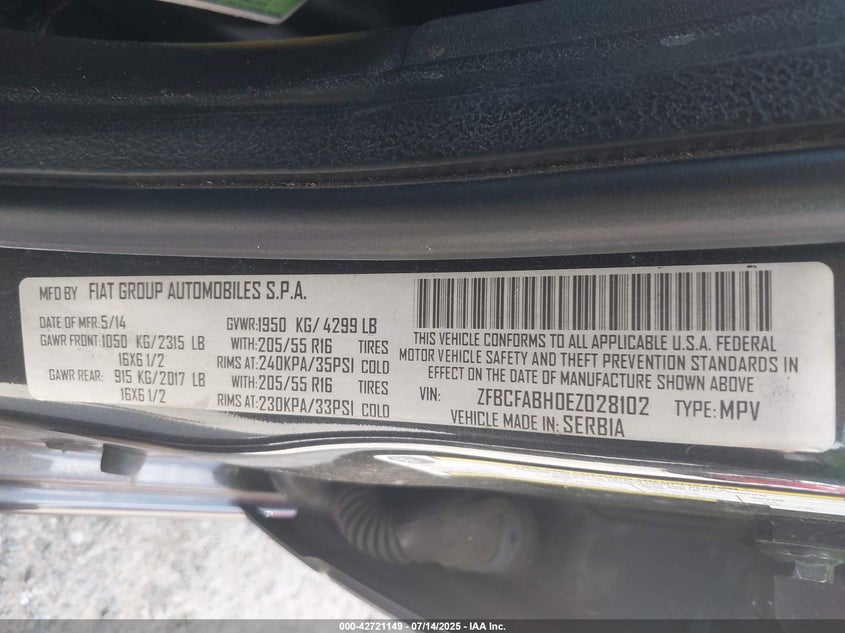 MFD BY FIAT GROUP AUTOMOBILES S.P.A.
DATE OF MFR.5/14 GVWR:1950 KG/ 4299 LB
GAWR FRONT:1050 KG/2315 LB WITH:205/55 R16 TIRES
16X6 1/2 RIMS AT:240KPA/35PSI COLD
GAWR REAR: 915 KG/2017 LB WITH:205/55 R16 TIRES
16X6 1/2 RIMS AT:230KPA/33PSI COLD
THIS VEHICLE CONFORMS TO ALL APPLICABLE U.S.A. FEDERAL
MOTOR VEHICLE SAFETY AND THEFT PREVENTION STANDARDS IN
EFFECT ON THE DATE OF MANUFACTURE SHOWN ABOVE
VIN: ZFBCFABH0EZ028102 TYPE: MPV
VEHICLE MADE IN: SERBIA
000-42721149 - 07/14/2025 - IAA Inc.